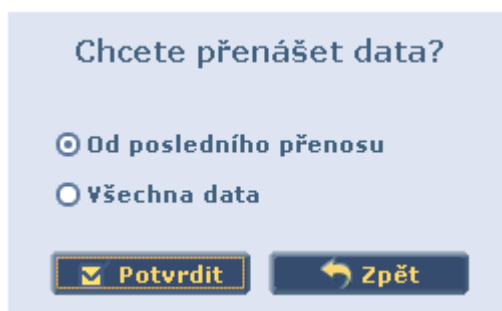 Chcete přenášet data?
Od posledního přenosu
Všechna data
Potvrdit
Zpět